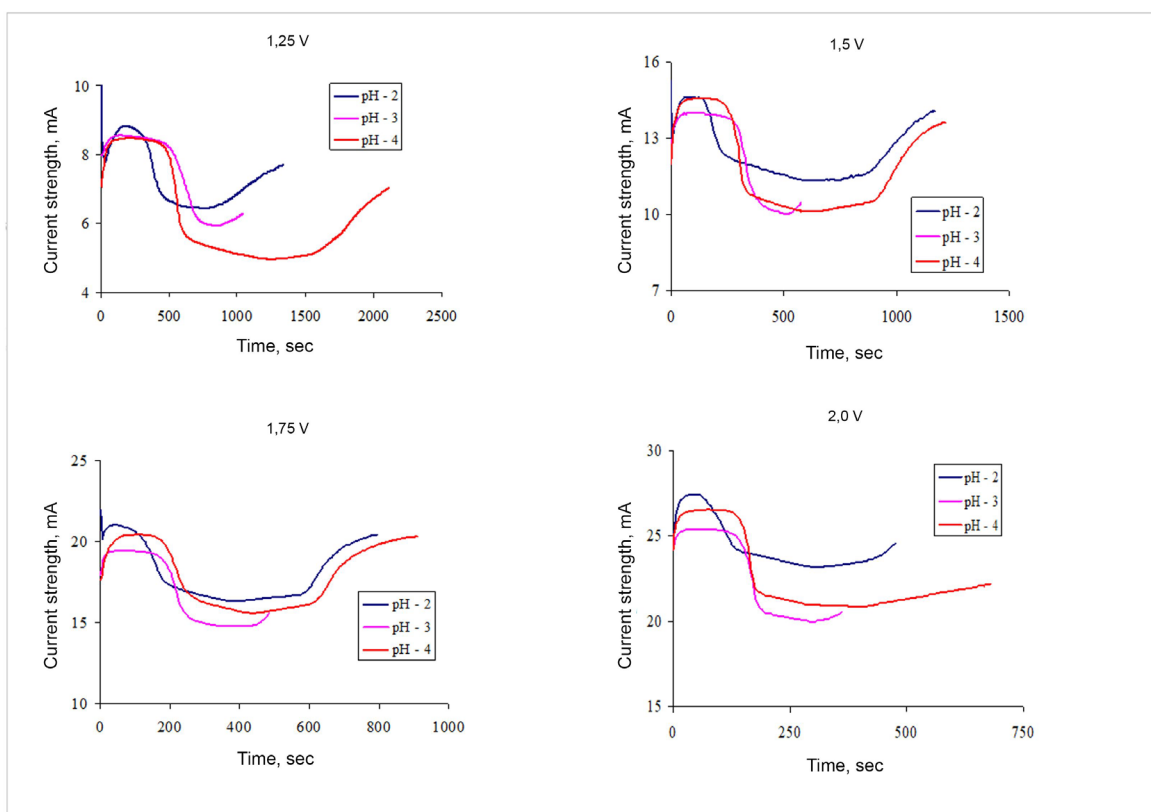 1,25 V
Current strength, mA
10
8
6
4
0
500
1000
1500
2000
2500
pH - 2
pH - 3
pH - 4
Time, sec
1,5 V
Current strength, mA
16
13
10
7
0
500
1000
1500
pH - 2
pH - 3
pH - 4
Time, sec
1,75 V
Current strength, mA
25
20
15
10
0
200
400
600
800
1000
pH - 2
pH - 3
pH - 4
Time, sec
2,0 V
Current strength, mA
30
25
20
15
0
250
500
750
pH - 2
pH - 3
pH - 4
Time, sec